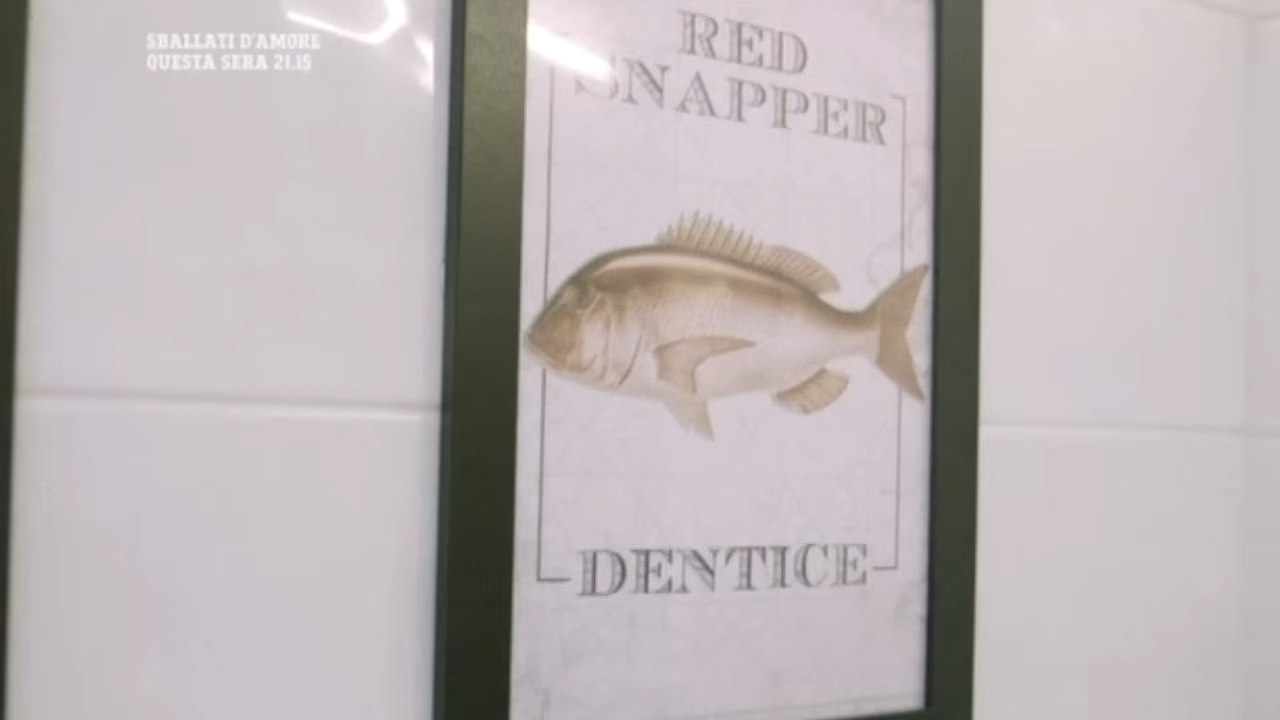 SBALLATI D'AMORE
QUESTA SERA 21.15
RED
SNAPPER
DENTICE